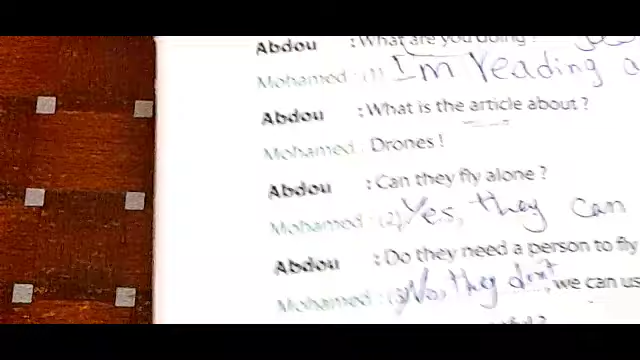 Abdou : What are you doing ?
Mohamed : (1) I'm reading a
Abdou : What is the article about ?
Mohamed : Drones !
Abdou : Can they fly alone ?
Mohamed : (2) Yes, they can
Abdou : Do they need a person to fly
Mohamed : (3) No, they don't, we can us